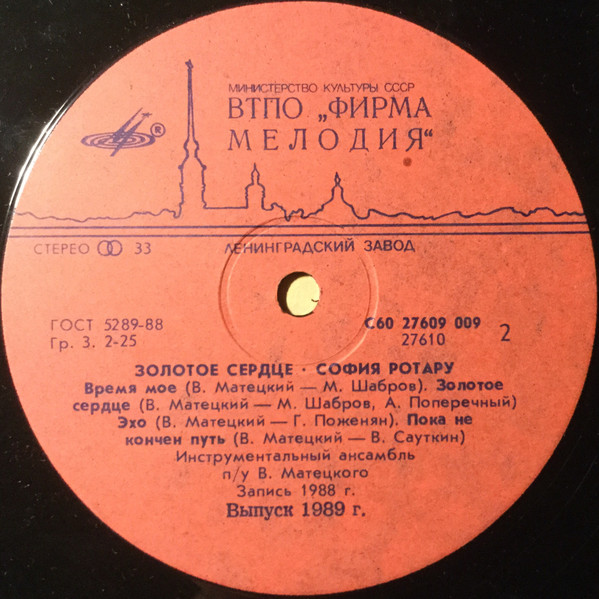 МИНИСТЕРСТВО КУЛЬТУРЫ СССР
ВТПО „ФИРМА
МЕЛОДИЯ“
®
СТЕРЕО 33 ЛЕНИНГРАДСКИЙ ЗАВОД
ГОСТ 5289-88 С60 27609 009
Гр. 3. 2-25 27610 2
ЗОЛОТОЕ СЕРДЦЕ · СОФИЯ РОТАРУ
Время мое (В. Матецкий — М. Шабров). Золотое
сердце (В. Матецкий — М. Шабров, А. Поперечный)
Эхо (В. Матецкий — Г. Поженян). Пока не
кончен путь (В. Матецкий — В. Сауткин)
Инструментальный ансамбль
п/у В. Матецкого
Запись 1988 г.
Выпуск 1989 г.